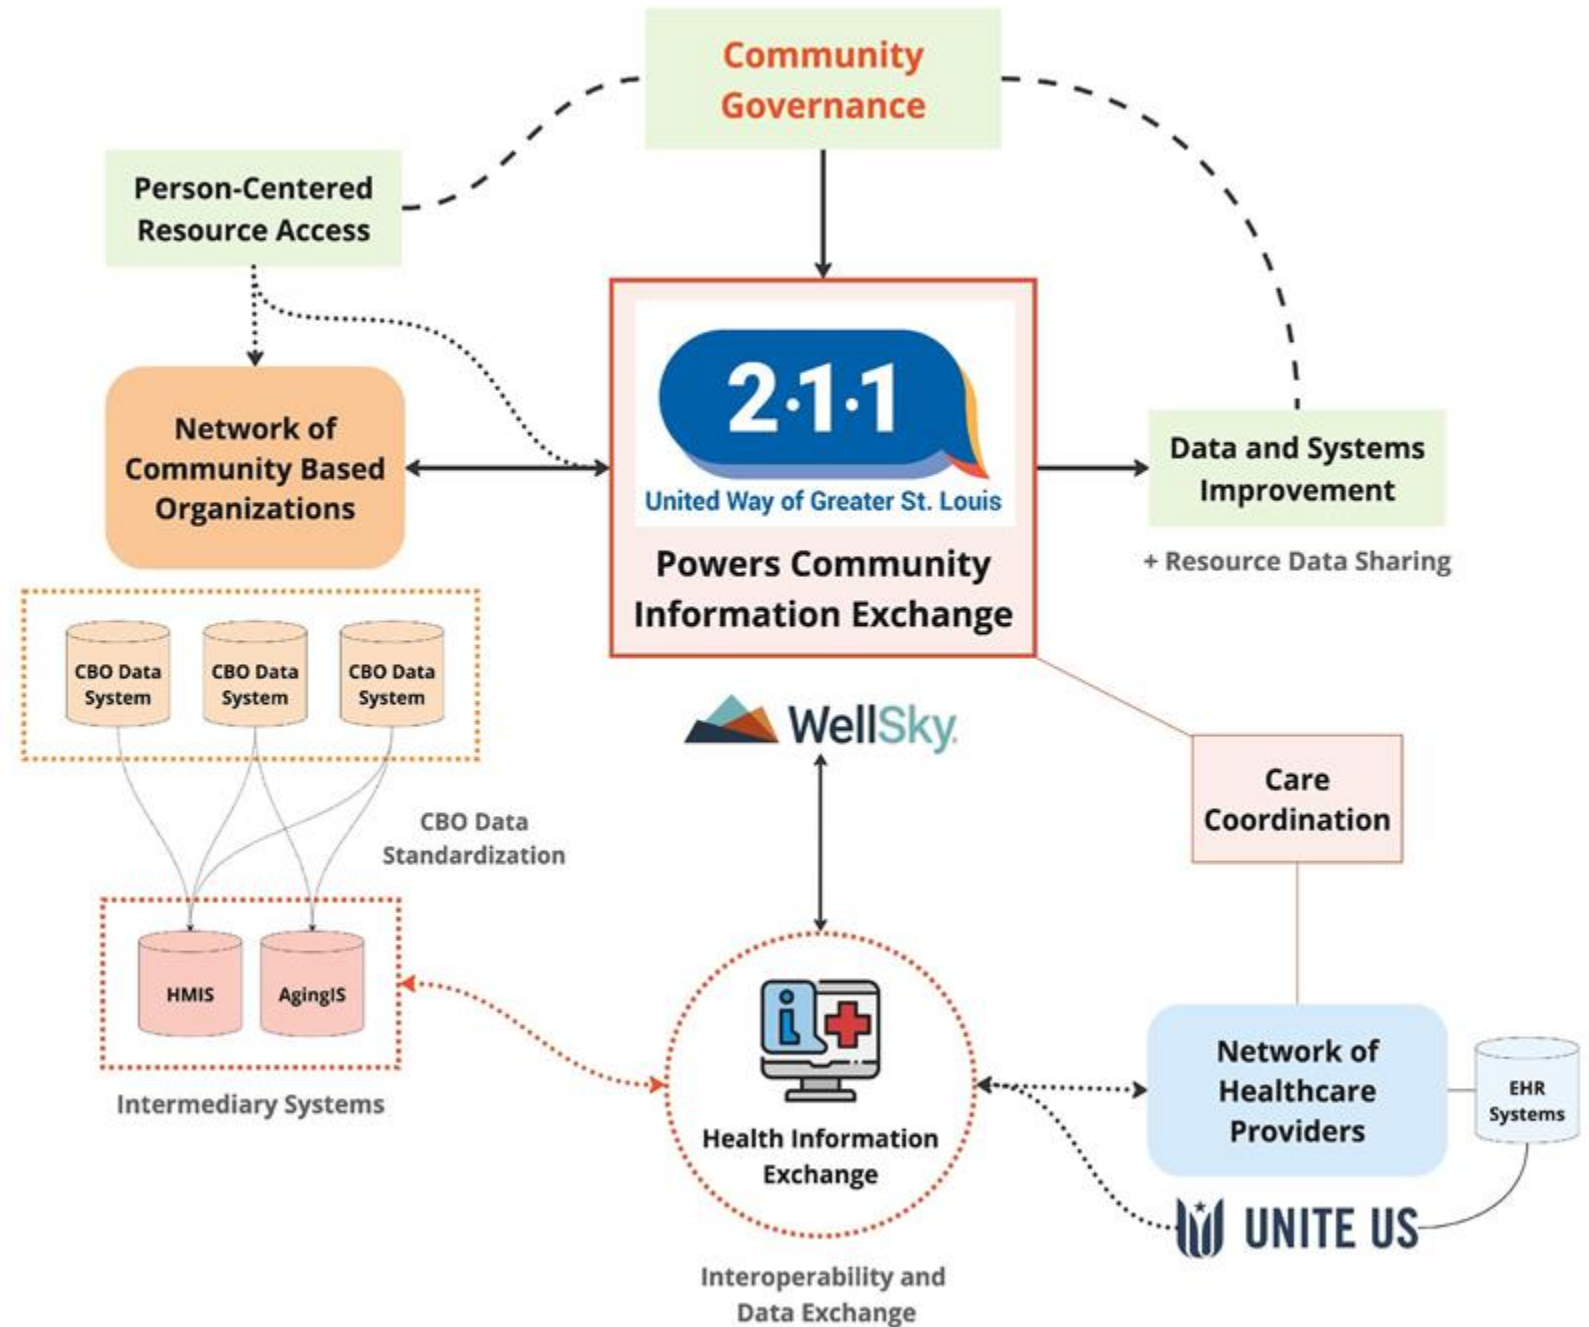 Community
Governance
Person-Centered
Resource Access
2·1·1
United Way of Greater St. Louis
Powers Community
Information Exchange
Network of
Community Based
Organizations
Data and Systems
Improvement
+ Resource Data Sharing
CBO Data
System
CBO Data
System
CBO Data
System
WellSky.
Care
Coordination
CBO Data
Standardization
HMIS
AgingIS
Intermediary Systems
Health Information
Exchange
Interoperability and
Data Exchange
Network of
Healthcare
Providers
EHR
Systems
UNITE US